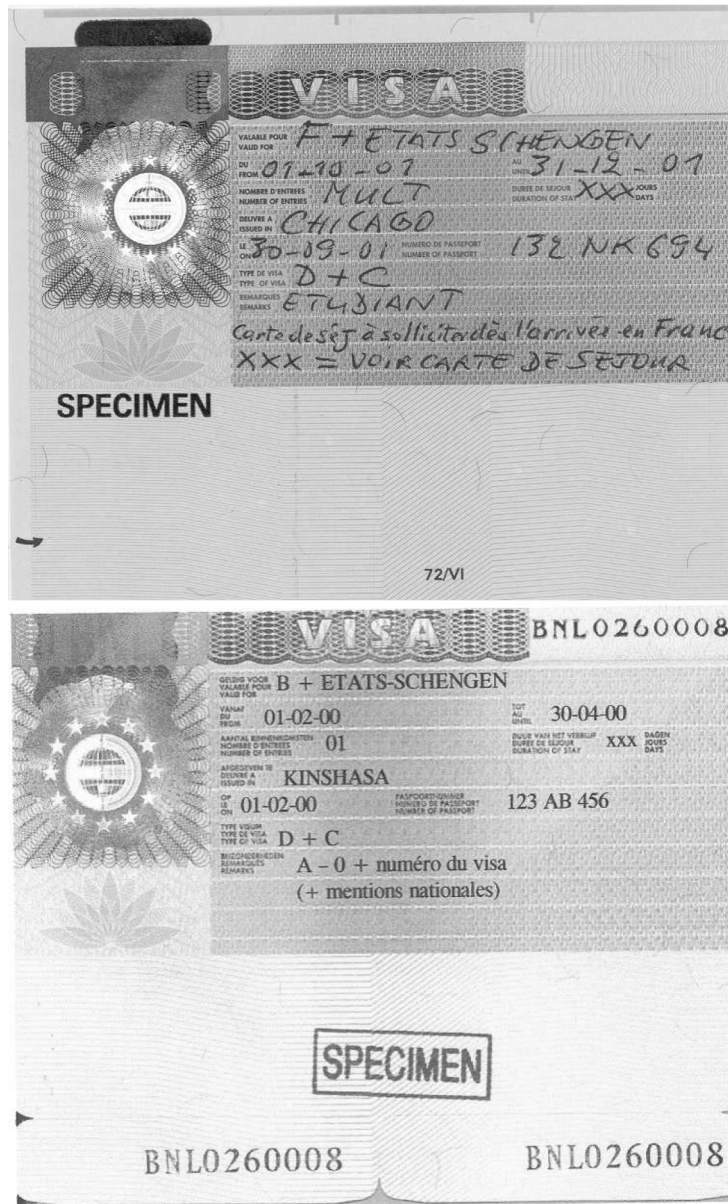 VISA
VALABLE POUR
VALID FOR F + ETATS SCHENGEN
DU
FROM 01-10-01 AU
UNTIL 31-12-01
NOMBRE D'ENTREES
NUMBER OF ENTRIES MULT DUREE DE SEJOUR
DURATION OF STAY XXX JOURS
DAYS
DELIVRE A
ISSUED IN CHICAGO
LE
ON 30-09-01 NUMERO DE PASSEPORT
NUMBER OF PASSPORT 132 NK 694
TYPE DE VISA
TYPE OF VISA D + C
REMARQUES
REMARKS ETUDIANT
Carte de séj à solliciter dès l'arrivée en Franc
XXX = VOIR CARTE DE SEJOUR
SPECIMEN
72/VI
VISA BNL0260008
GELDIG VOOR
VALABLE POUR
VALID FOR B + ETATS-SCHENGEN
VANAF
DU
FROM 01-02-00 TOT
AU
UNTIL 30-04-00
AANTAL BINNENKOMSTEN
NOMBRE D'ENTREES
NUMBER OF ENTRIES 01 DUUR VAN HET VERBLIJF
DUREE DE SEJOUR
DURATION OF STAY XXX DAGEN
JOURS
DAYS
AFGEGEVEN TE
DELIVRE A
ISSUED IN KINSHASA
OP
LE
ON 01-02-00 PASPOORTNUMMER
NUMERO DE PASSEPORT
NUMBER OF PASSPORT 123 AB 456
TYPE VISUM
TYPE DE VISA
TYPE OF VISA D + C
BIJZONDERHEDEN
REMARQUES
REMARKS A – 0 + numéro du visa
(+ mentions nationales)
SPECIMEN
BNL0260008 BNL0260008